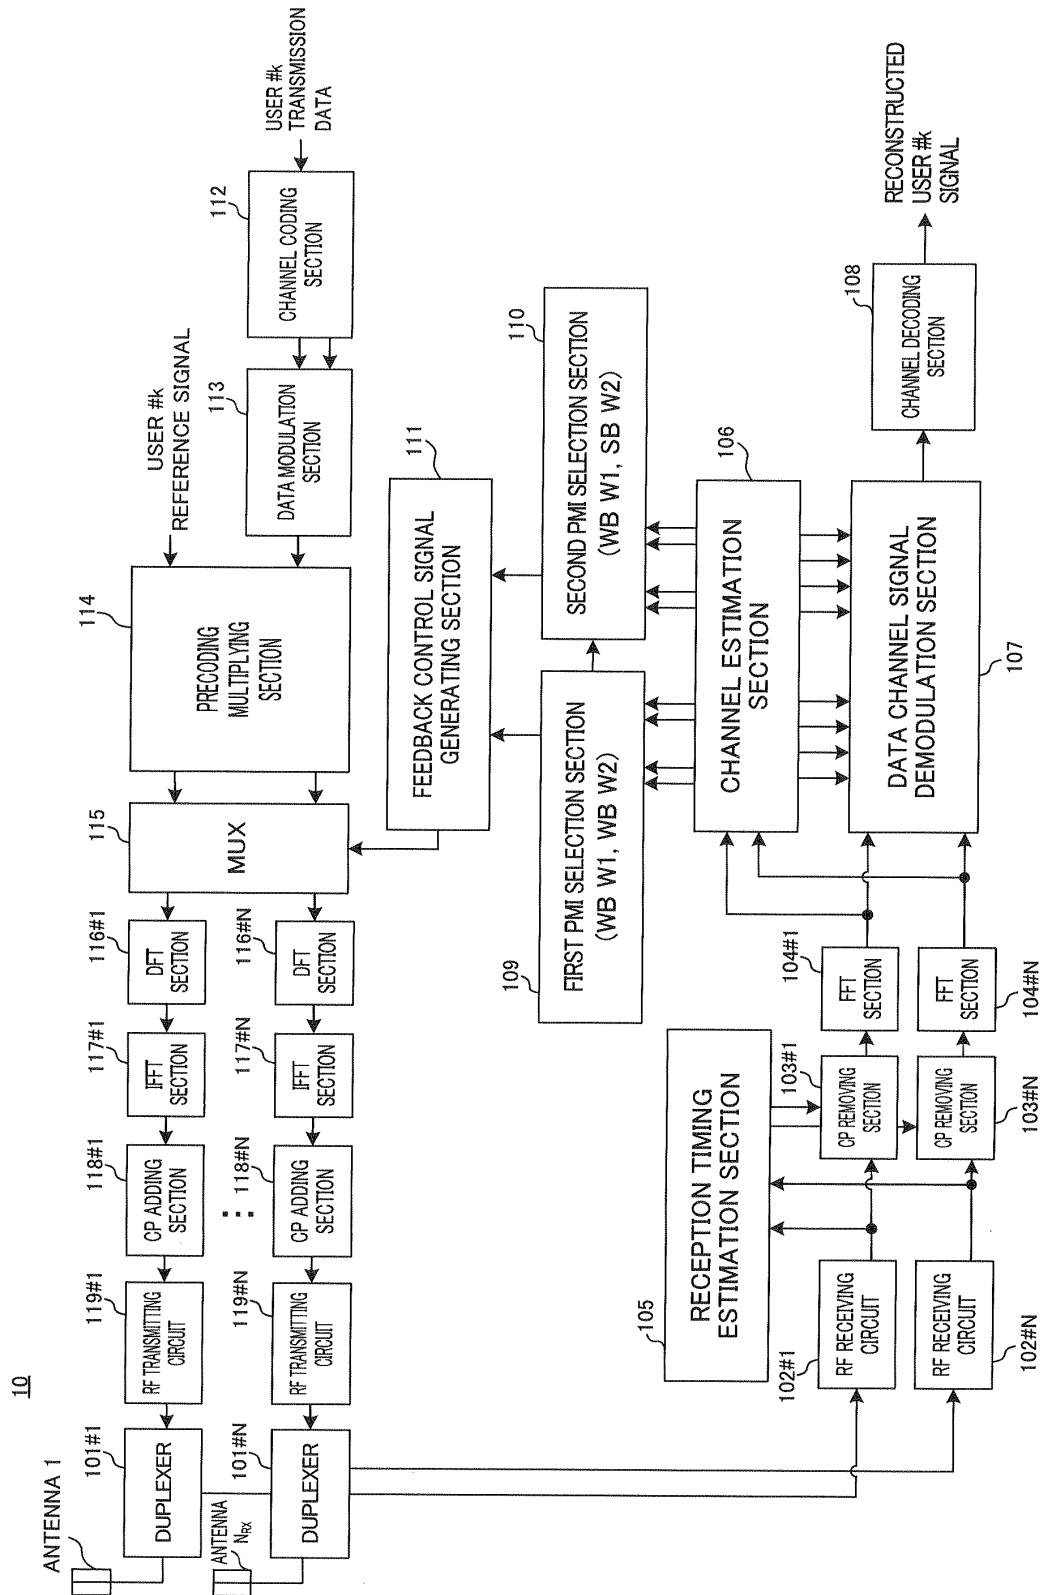 10
ANTENNA 1
101#1
DUPLEXER
119#1
RF TRANSMITTING
CIRCUIT
118#1
CP ADDING
SECTION
117#1
IFFT
SECTION
116#1
DFT
SECTION
115
MUX
114
PRECODING
MULTIPLYING
SECTION
USER #k
REFERENCE SIGNAL
113
DATA MODULATION
SECTION
112
CHANNEL CODING
SECTION
USER #k
TRANSMISSION
DATA
ANTENNA
NRX
101#N
DUPLEXER
119#N
RF TRANSMITTING
CIRCUIT
118#N
CP ADDING
SECTION
117#N
IFFT
SECTION
116#N
DFT
SECTION
111
FEEDBACK CONTROL SIGNAL
GENERATING SECTION
109
FIRST PMI SELECTION SECTION
(WB W1, WB W2)
110
SECOND PMI SELECTION SECTION
(WB W1, SB W2)
105
RECEPTION TIMING
ESTIMATION SECTION
106
CHANNEL ESTIMATION
SECTION
102#1
RF RECEIVING
CIRCUIT
103#1
CP REMOVING
SECTION
104#1
FFT
SECTION
DATA CHANNEL SIGNAL
DEMODULATION SECTION
107
108
CHANNEL DECODING
SECTION
RECONSTRUCTED
USER #k
SIGNAL
RF RECEIVING
CIRCUIT
102#N
CP REMOVING
SECTION
103#N
FFT
SECTION
104#N